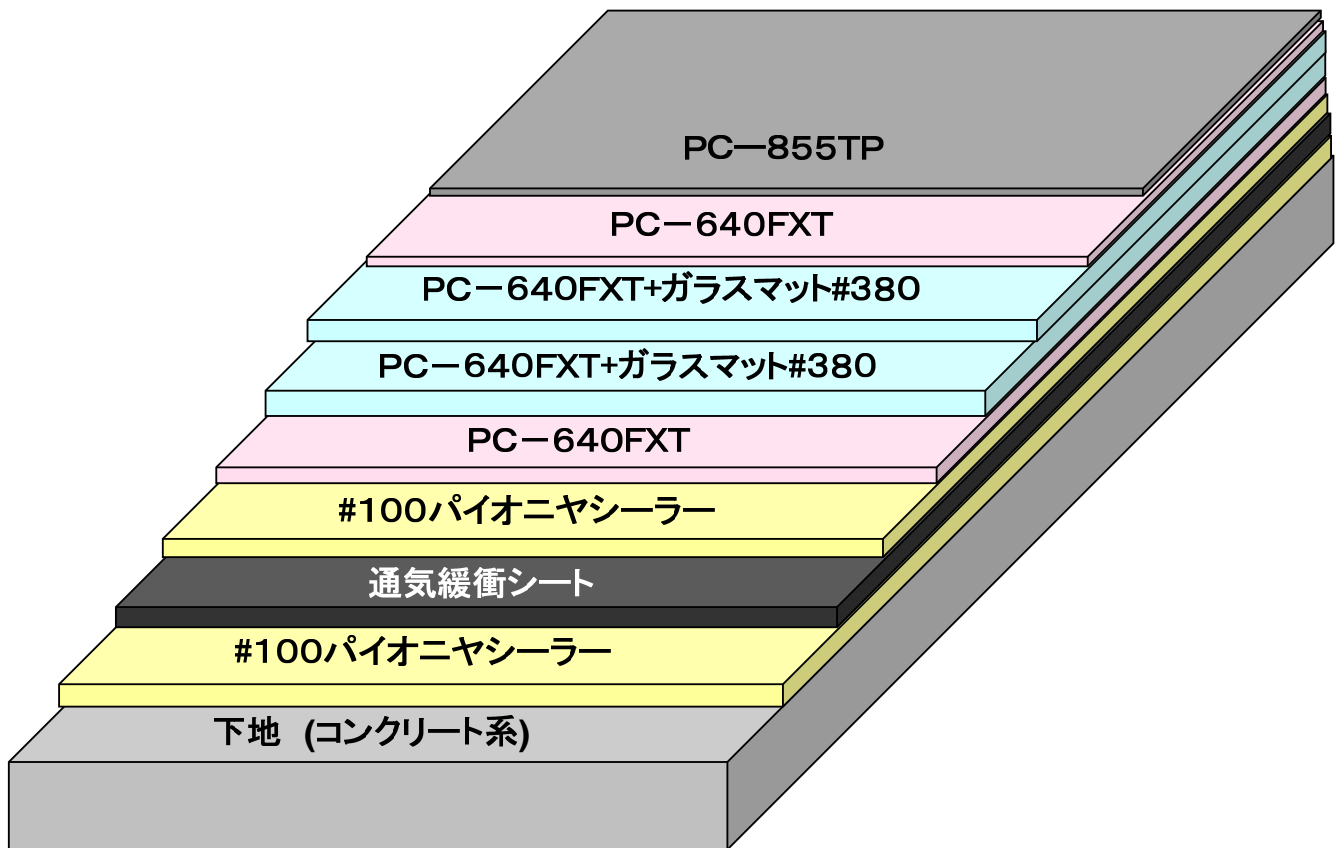 PC－855TP
PC－640FXT
PC－640FXT+ガラスマット#380
PC－640FXT+ガラスマット#380
PC－640FXT
#100パイオニヤシーラー
通気緩衝シート
#100パイオニヤシーラー
下地　(コンクリート系)